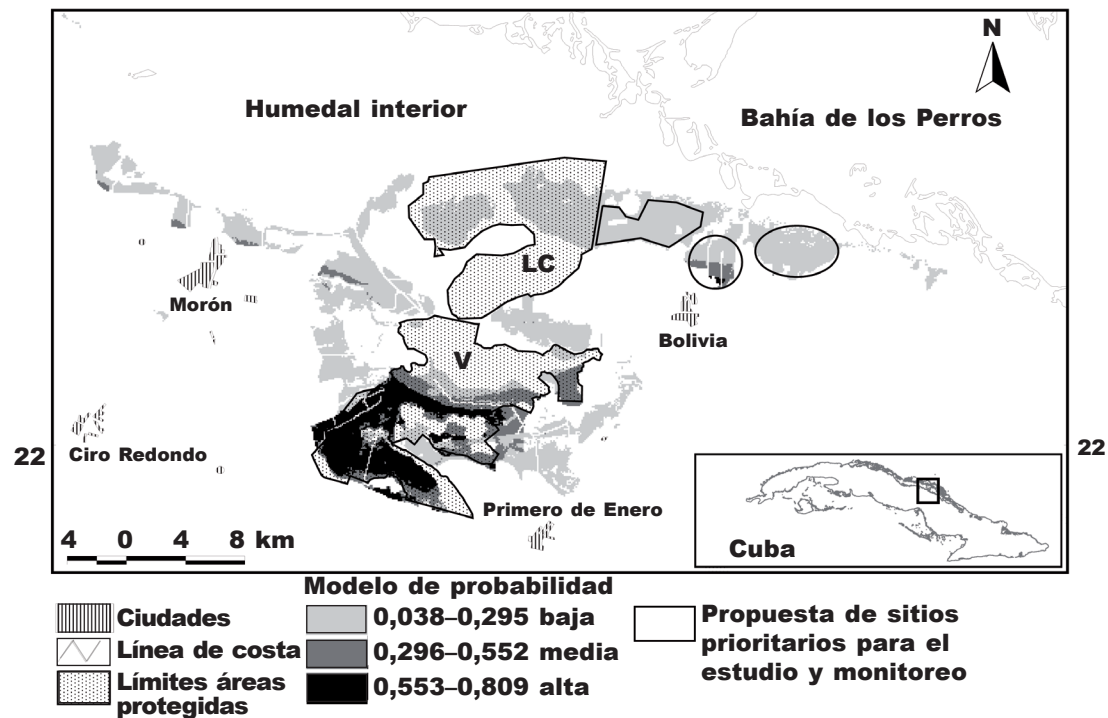 N
Humedal interior
Bahía de los Perros
LC
Morón
Bolivia
V
22
Ciro Redondo
22
Primero de Enero
4 0 4 8 km
Cuba
Modelo de probabilidad
Ciudades
Línea de costa
Límites áreas
protegidas
0,038–0,295 baja
0,296–0,552 media
0,553–0,809 alta
Propuesta de sitios
prioritarios para el
estudio y monitoreo